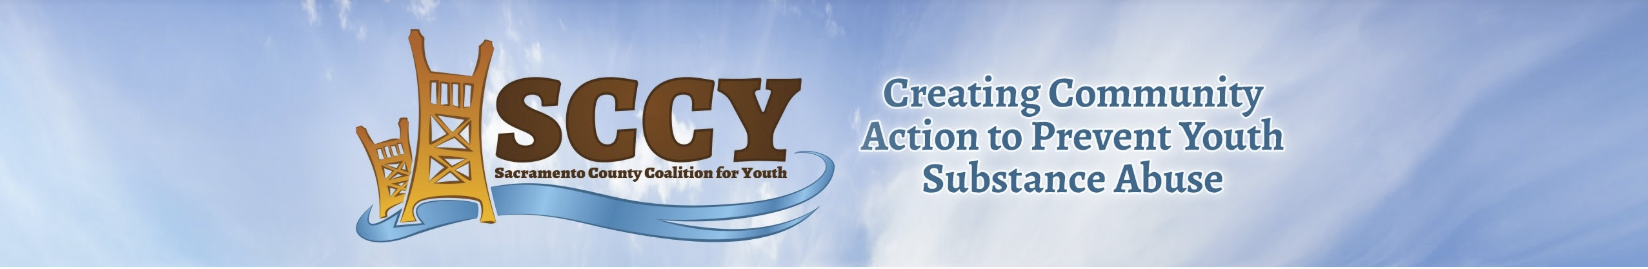 SCCY
Sacramento County Coalition for Youth
Creating Community
Action to Prevent Youth
Substance Abuse